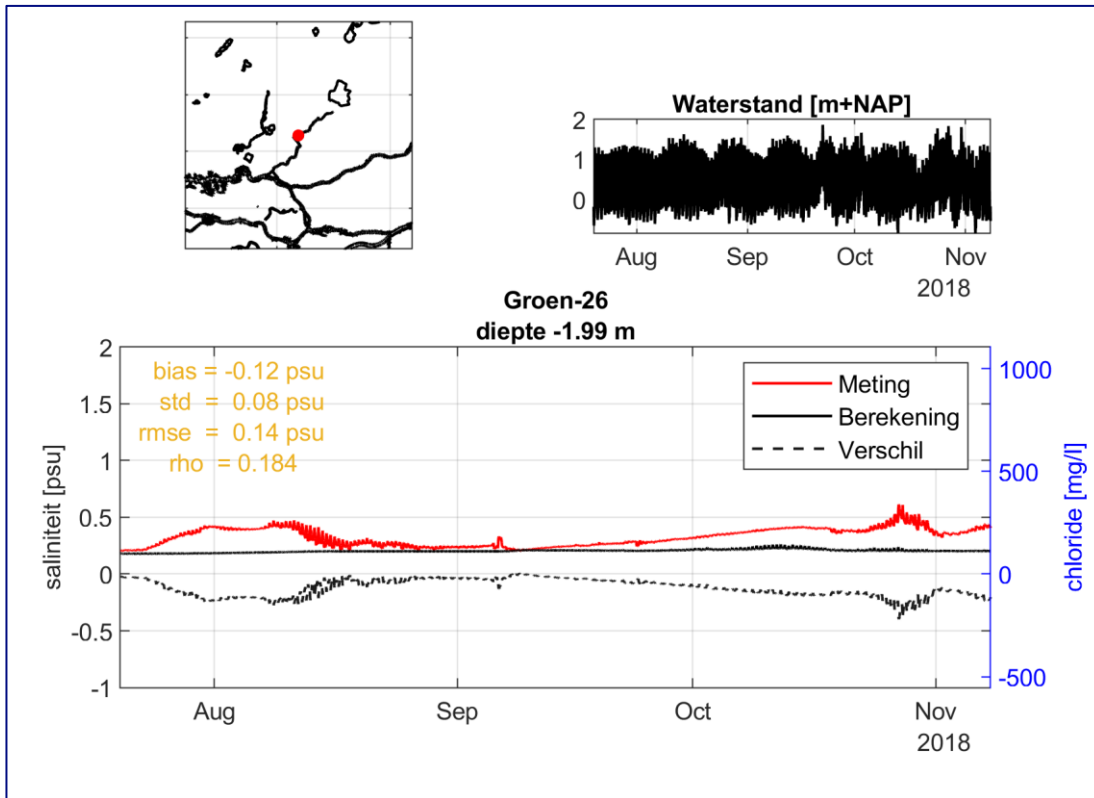 Waterstand [m+NAP]
2
1
0
Aug Sep Oct Nov
2018
Groen-26
diepte -1.99 m
bias = -0.12 psu
std = 0.08 psu
rmse = 0.14 psu
rho = 0.184
Meting
Berekening
Verschil
saliniteit [psu]
2
1.5
1
0.5
0
-0.5
-1
chloride [mg/l]
1000
500
0
-500
Aug Sep Oct Nov
2018